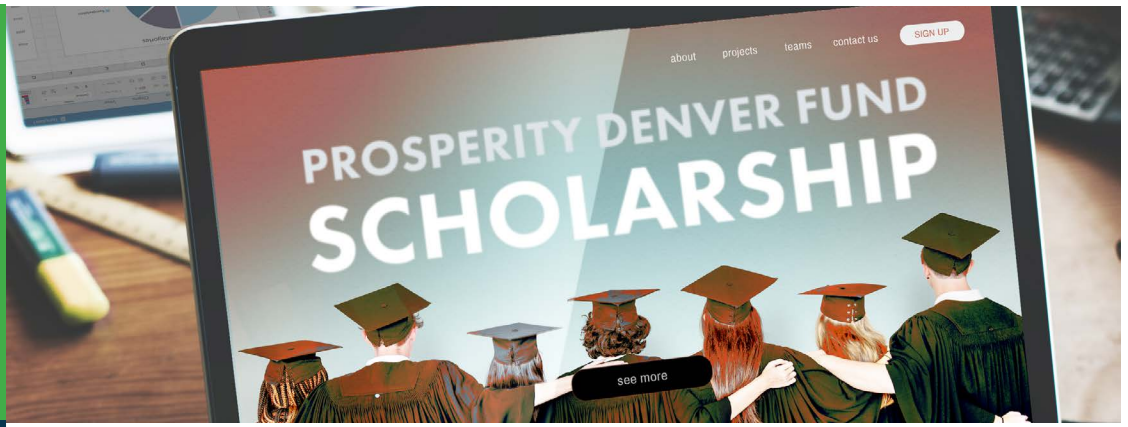 about projects teams contact us SIGN UP
PROSPERITY DENVER FUND
SCHOLARSHIP
see more